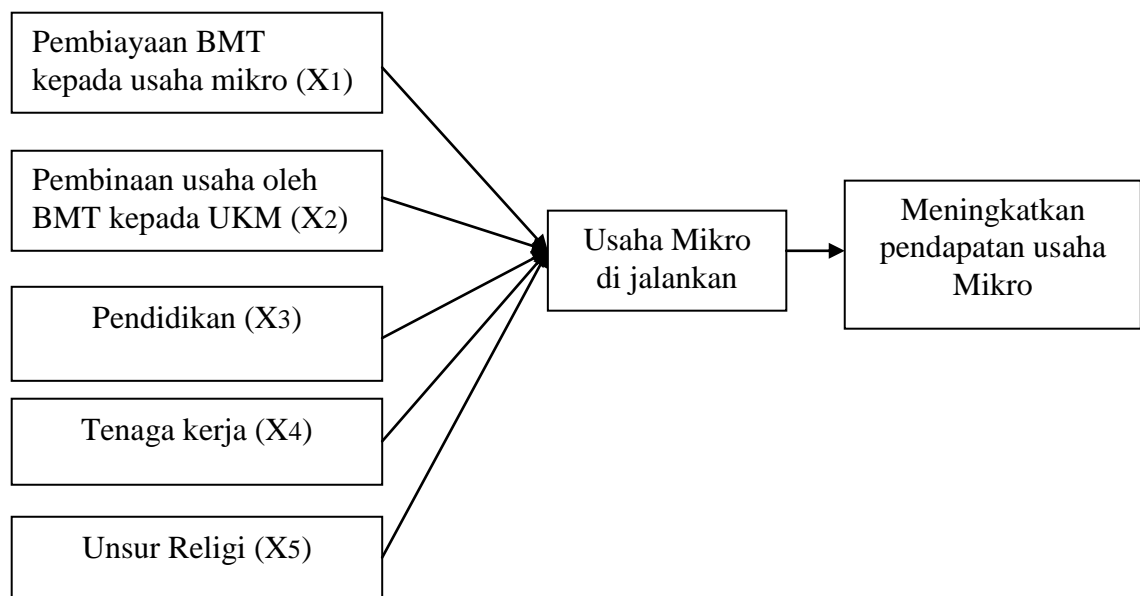 Pembiayaan BMT
kepada usaha mikro (X1)
Pembinaan usaha oleh
BMT kepada UKM (X2)
Pendidikan (X3)
Tenaga kerja (X4)
Unsur Religi (X5)
Usaha Mikro
di jalankan
Meningkatkan
pendapatan usaha
Mikro